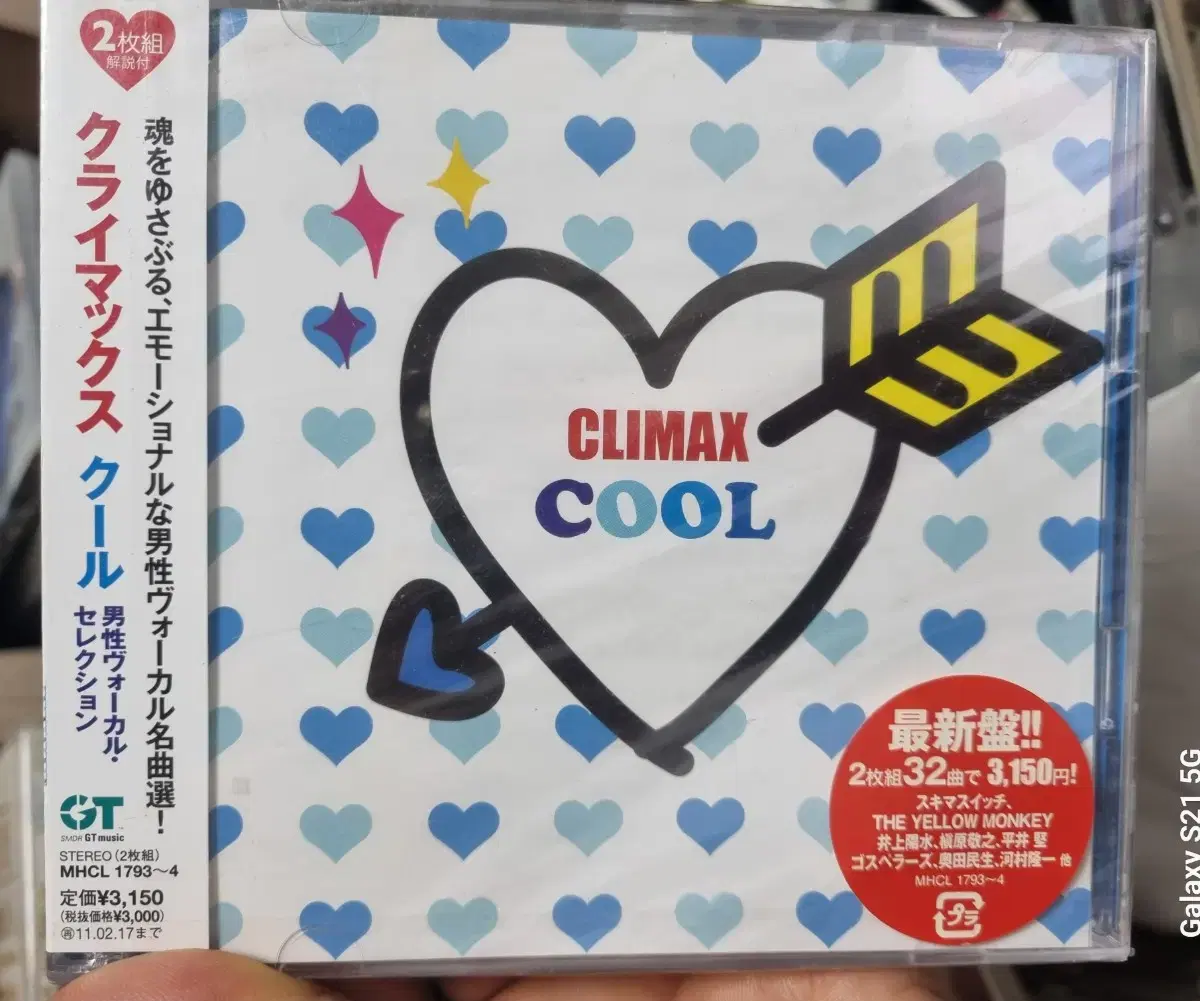 2枚組
解説付
魂をゆさぶる、エモーショナルな男性ヴォーカル名曲選!
クライマックス クール
男性ヴォーカル・
セレクション
GT
SMDR GT music
STEREO(2枚組)
MHCL 1793〜4
定価¥3,150
(税抜価格¥3,000)
再11.02.17まで
CLIMAX
COOL
最新盤!!
2枚組32曲で3,150円!
スキマスイッチ、
THE YELLOW MONKEY
井上陽水、槇原敬之、平井 堅
ゴスペラーズ、奥田民生、河村隆一 他
MHCL 1793〜4
プラ
Galaxy S21 5G